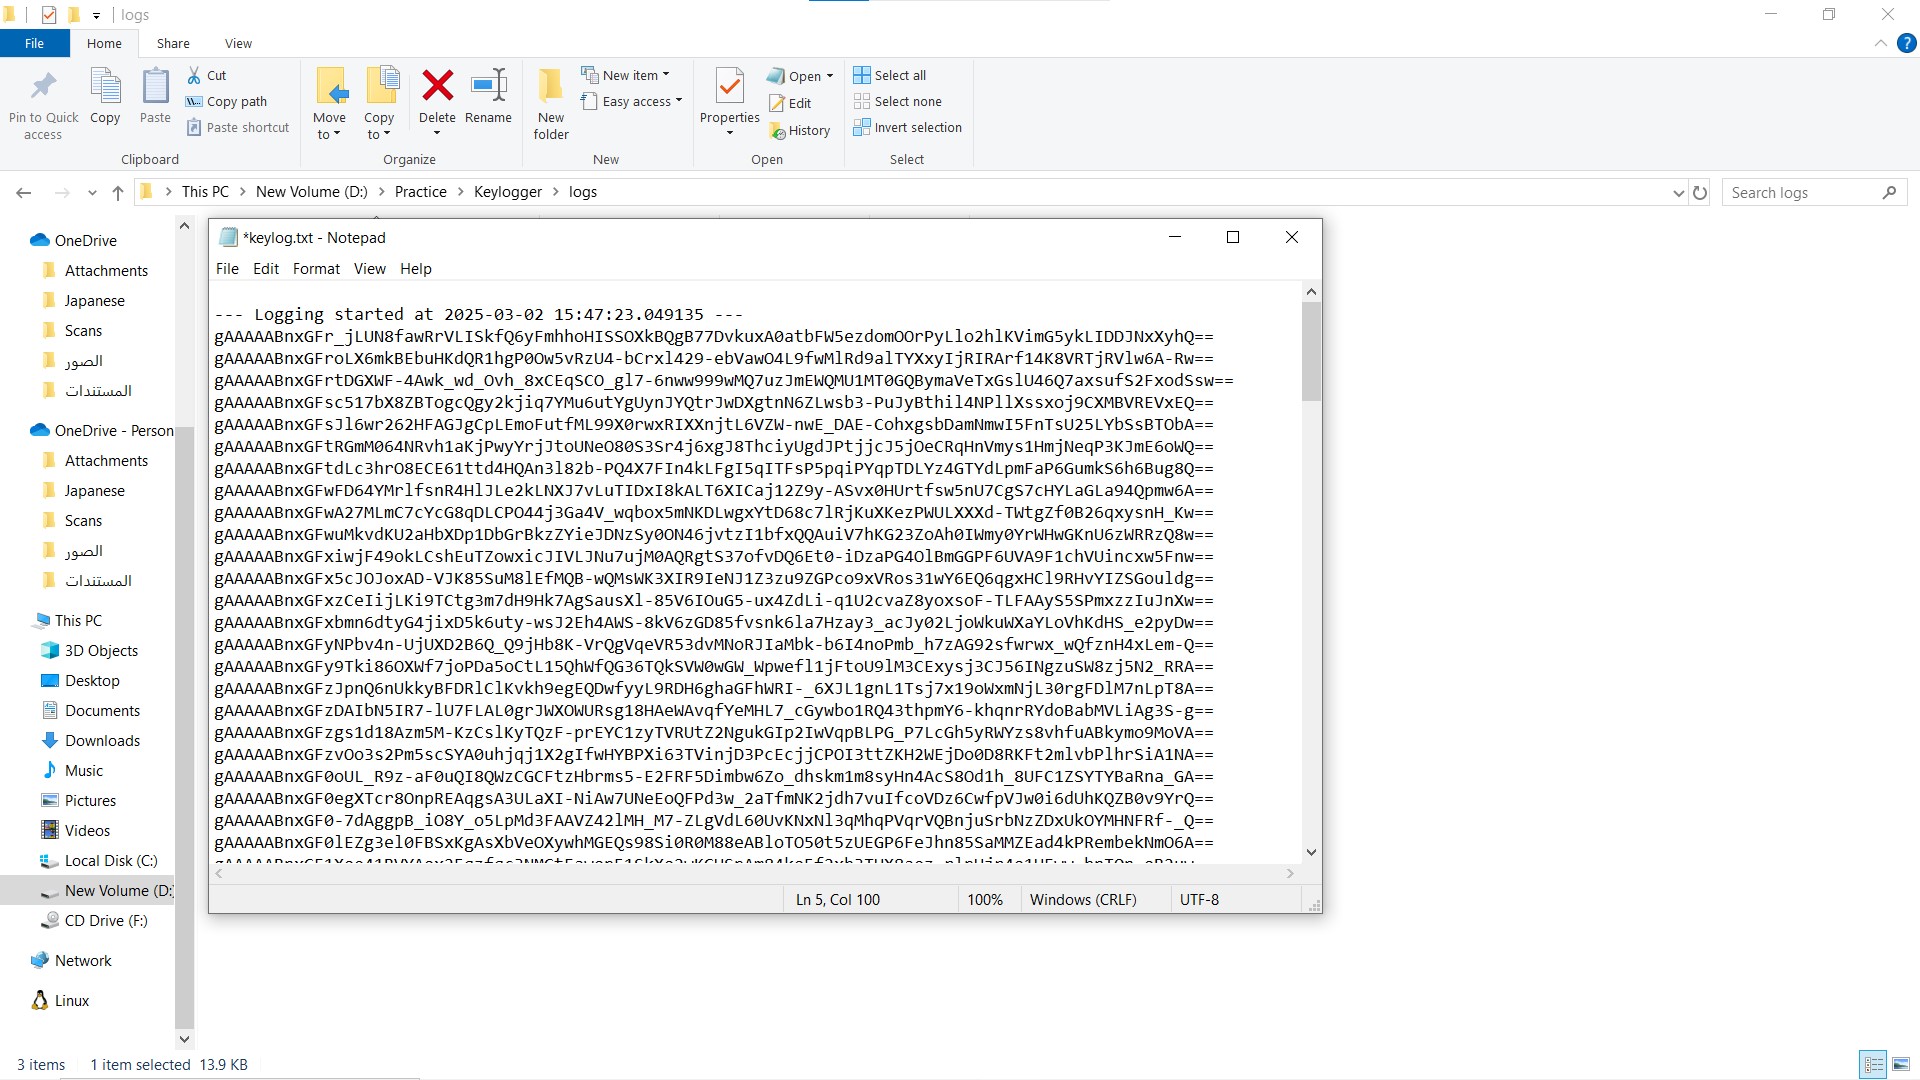 logs
File
Home
Share
View
Pin to Quick access
Copy
Paste
Cut
Copy path
Paste shortcut
Clipboard
Move to
Copy to
Delete
Rename
Organize
New folder
New item
Easy access
New
Properties
Open
Edit
History
Open
Select all
Select none
Invert selection
Select
This PC > New Volume (D:) > Practice > Keylogger > logs
Search logs
OneDrive
Attachments
Japanese
Scans
الصور
المستندات
OneDrive - Person
Attachments
Japanese
Scans
الصور
المستندات
This PC
3D Objects
Desktop
Documents
Downloads
Music
Pictures
Videos
Local Disk (C:)
New Volume (D:)
CD Drive (F:)
Network
Linux
*keylog.txt - Notepad
File Edit Format View Help
--- Logging started at 2025-03-02 15:47:23.049135 ---
gAAAAABnxGFr_jLUN8fawRrVLISkfQ6yFmhhoHISSOXkBQgB77DvkuxA0atbFW5ezdomOOrPyLlo2hlKVimG5ykLIDDJNxXyhQ==
gAAAAABnxGFroLX6mkBEbuHKdQR1hgP0Ow5vRzU4-bCrxl429-ebVawO4L9fwMlRd9alTYXxyIjRIRArf14K8VRTjRVlw6A-Rw==
gAAAAABnxGFrtDGXWF-4Awk_wd_Ovh_8xCEqSCO_gl7-6nww999wMQ7uzJmEWQMU1MT0GQBymaVeTxGslU46Q7axsufS2FxodSsw==
gAAAAABnxGFsc517bX8ZBTogcQgy2kjiq7YMu6utYgUynJYQtrJwDXgtnN6ZLwsb3-PuJyBthil4NPllXssxoj9CXMBVREVxEQ==
gAAAAABnxGFsJl6wr262HFAGJgCpLEmoFutfML99X0rwxRIXXnjtL6VZW-nwE_DAE-CohxgsbDamNmwI5FnTsU25LYbSsBTObA==
gAAAAABnxGFtRGmM064NRvh1aKjPwyYrjJtoUNeO80S3Sr4j6xgJ8ThciyUgdJPtjjcJ5jOeCRqHnVmys1HmjNeqP3KJmE6oWQ==
gAAAAABnxGFtdLc3hrO8ECE61ttd4HQAn3l82b-PQ4X7FIn4kLFgI5qITFsP5pqiPYqpTDLYz4GTYdLpmFaP6GumkS6h6Bug8Q==
gAAAAABnxGFwFD64YMrlfsnR4HlJLe2kLNXJ7vLuTIDxI8kALT6XICaj12Z9y-ASvx0HUrtfsw5nU7CgS7cHYLaGLa94Qpmw6A==
gAAAAABnxGFwA27MLmC7cYcG8qDLCPO44j3Ga4V_wqbox5mNKDLwgxYtD68c7lRjKuXKezPWULXXXd-TWtgZf0B26qxysnH_Kw==
gAAAAABnxGFwuMkvdKU2aHbXDp1DbGrBkzZYieJDNzSy0ON46jvtzI1bfxQQAuiV7hKG23ZoAh0IWmy0YrWHwGKnU6zWRRzQ8w==
gAAAAABnxGFxiwjF49okLCshEuTZowxicJIVLJNu7ujM0AQRgtS37ofvDQ6Et0-iDzaPG4OlBmGGPF6UVA9F1chVUincxw5Fnw==
gAAAAABnxGFx5cJOJoxAD-VJK85SuM8lEfMQB-wQMsWK3XIR9IeNJ1Z3zu9ZGPco9xVRos31wY6EQ6qgxHCl9RHvYIZSGouldg==
gAAAAABnxGFxzCeIijLKi9TCtg3m7dH9Hk7AgSausXl-85V6IOuG5-ux4ZdLi-q1U2cvaZ8yoxsoF-TLFAAyS5SPmxzzIuJnXw==
gAAAAABnxGFxbmn6dtyG4jixD5k6uty-wsJ2Eh4AWS-8kV6zGD85fvsnk6la7Hzay3_acJy02LjoWkuWXaYLoVhKdHS_e2pyDw==
gAAAAABnxGFyNPbv4n-UjUXD2B6Q_Q9jHb8K-VrQgVqeVR53dvMNoRJIaMbk-b6I4noPmb_h7zAG92sfwrwx_wQfznH4xLem-Q==
gAAAAABnxGFy9Tki86OXWf7joPDa5oCtL15QhWfQG36TQkSVW0wGW_Wpwefl1jFtoU9lM3CExysj3CJ56INgzuSW8zj5N2_RRA==
gAAAAABnxGFzJpnQ6nUkkyBFDRlClKvkh9egEQDwfyyL9RDH6ghaGFhWRI-_6XJL1gnL1Tsj7x19oWxmNjL30rgFDlM7nLpT8A==
gAAAAABnxGFzDAIbN5IR7-lU7FLAL0grJWXOWURsg18HAeWAvqfYeMHL7_cGywbo1RQ43thpmY6-khqnrRYdoBabMVLiAg3S-g==
gAAAAABnxGFzgs1d18Azm5M-KzCslKyTQzF-prEYC1zyTVRUtZ2NgukGIp2IwVqpBLPG_P7LcGh5yRWYzs8vhfuABkymo9MoVA==
gAAAAABnxGFzvOo3s2Pm5scSYA0uhjqj1X2gIfwHYBPXi63TVinjD3PcEcjjCPOI3ttZKH2WEjDo0D8RKFt2mlvbPlhrSiA1NA==
gAAAAABnxGF0oUL_R9z-aF0uQI8QWzCGCFtzHbrms5-E2FRF5Dimbw6Zo_dhskm1m8syHn4AcS8Od1h_8UFC1ZSYTYBaRna_GA==
gAAAAABnxGF0egXTcr8OnpREAqgsA3ULaXI-NiAw7UNeEoQFPd3w_2aTfmNK2jdh7vuIfcoVDz6CwfpVJw0i6dUhKQZB0v9YrQ==
gAAAAABnxGF0-7dAggpB_iO8Y_o5LpMd3FAAVZ42lMH_M7-ZLgVdL60UvKNxNl3qMhqPVqrVQBnjuSrbNzZDxUkOYMHNFRf-_Q==
gAAAAABnxGF0lEZg3el0FBSxKgAsXbVeOXywhMGEQs98Si0R0M88eABloTO50t5zUEGP6FeJhn85SaMMZEad4kPRembekNmO6A==
Ln 5, Col 100
100%
Windows (CRLF)
UTF-8
3 items
1 item selected 13.9 KB